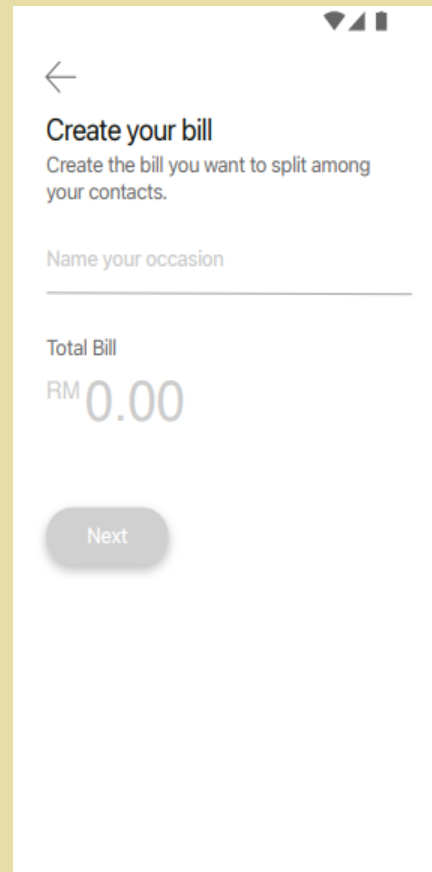 Create your bill
Create the bill you want to split among
your contacts.
Name your occasion
Total Bill
RM 0.00
Next